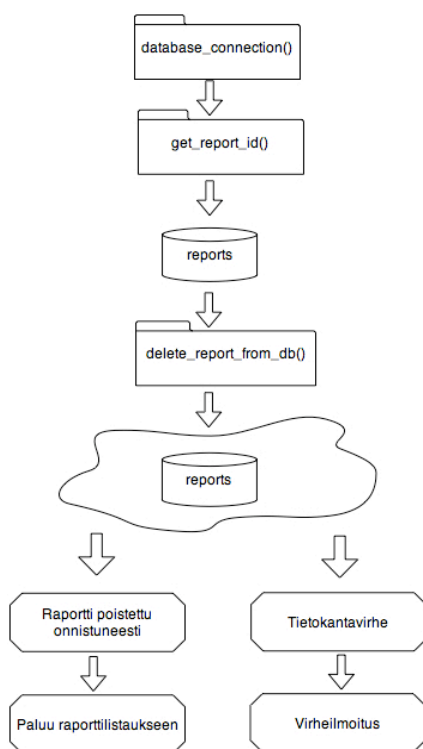 database_connection()
get_report_id()
reports
delete_report_from_db()
reports
Raportti poistettu
onnistuneesti
Tietokantavirhe
Paluu raporttilistaukseen
Virheilmoitus